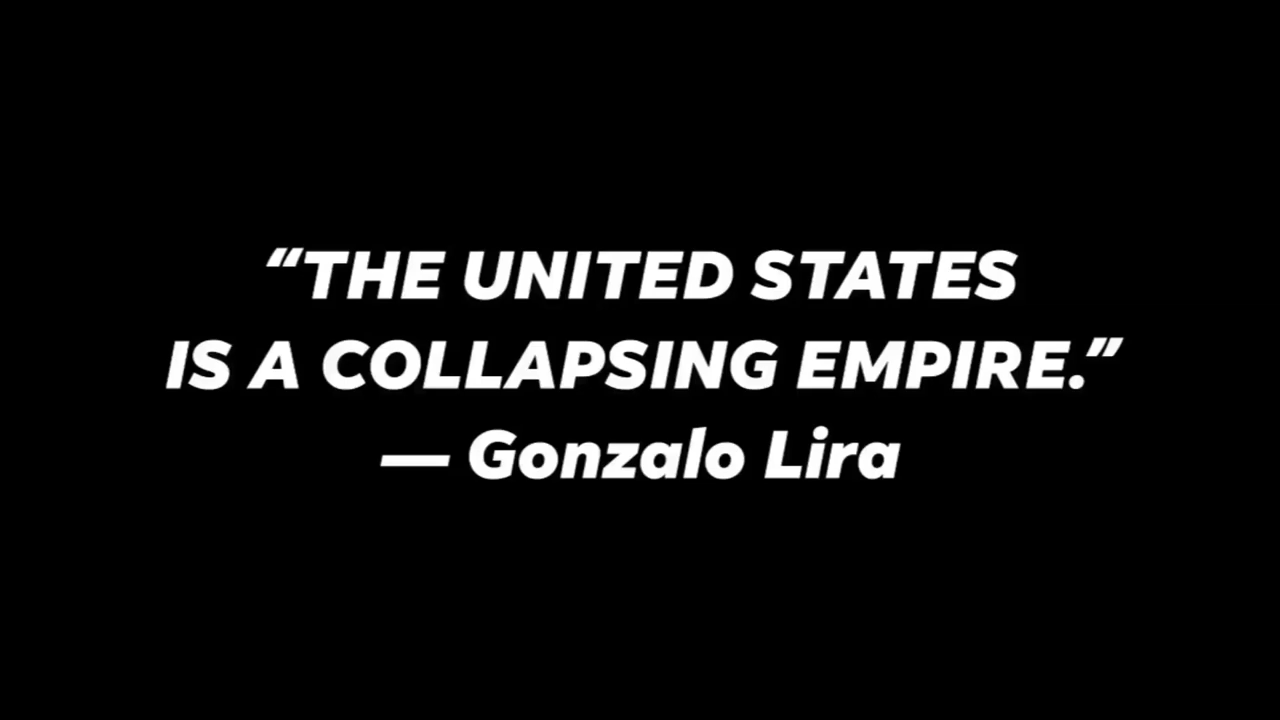 “THE UNITED STATES
IS A COLLAPSING EMPIRE.”
— Gonzalo Lira